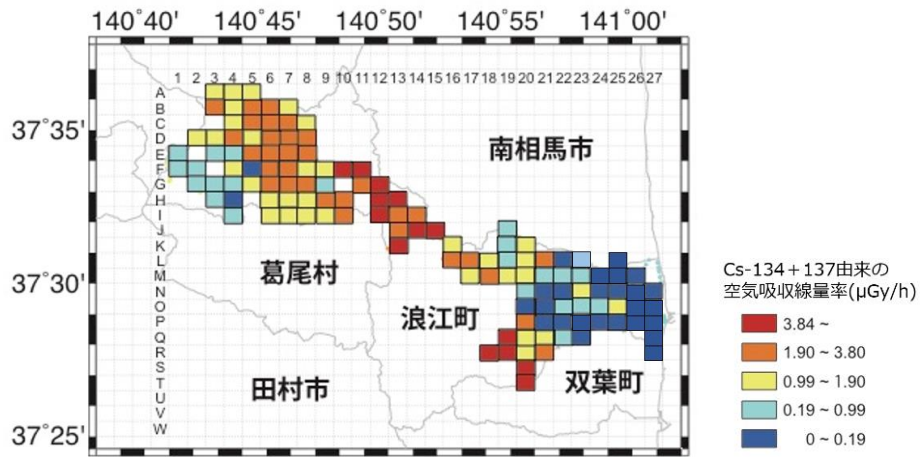 140˚40' 140˚45' 140˚50' 140˚55' 141˚00'
1 2 3 4 5 6 7 8 9 10 12 13 14 15 16 17 18 19 20 21 22 23 24 25 26 27
A
B
C
37˚35'
D
E
南相馬市
F
G
H
I
J
K
葛尾村
L
37˚30'
M
N
O
浪江町
P
Q
R
S
双葉町
T
田村市
U
V
W
37˚25'
Cs-134+137由来の
空気吸収線量率(μGy/h)
3.84 ~
1.90 ~ 3.80
0.99 ~ 1.90
0.19 ~ 0.99
0 ~ 0.19